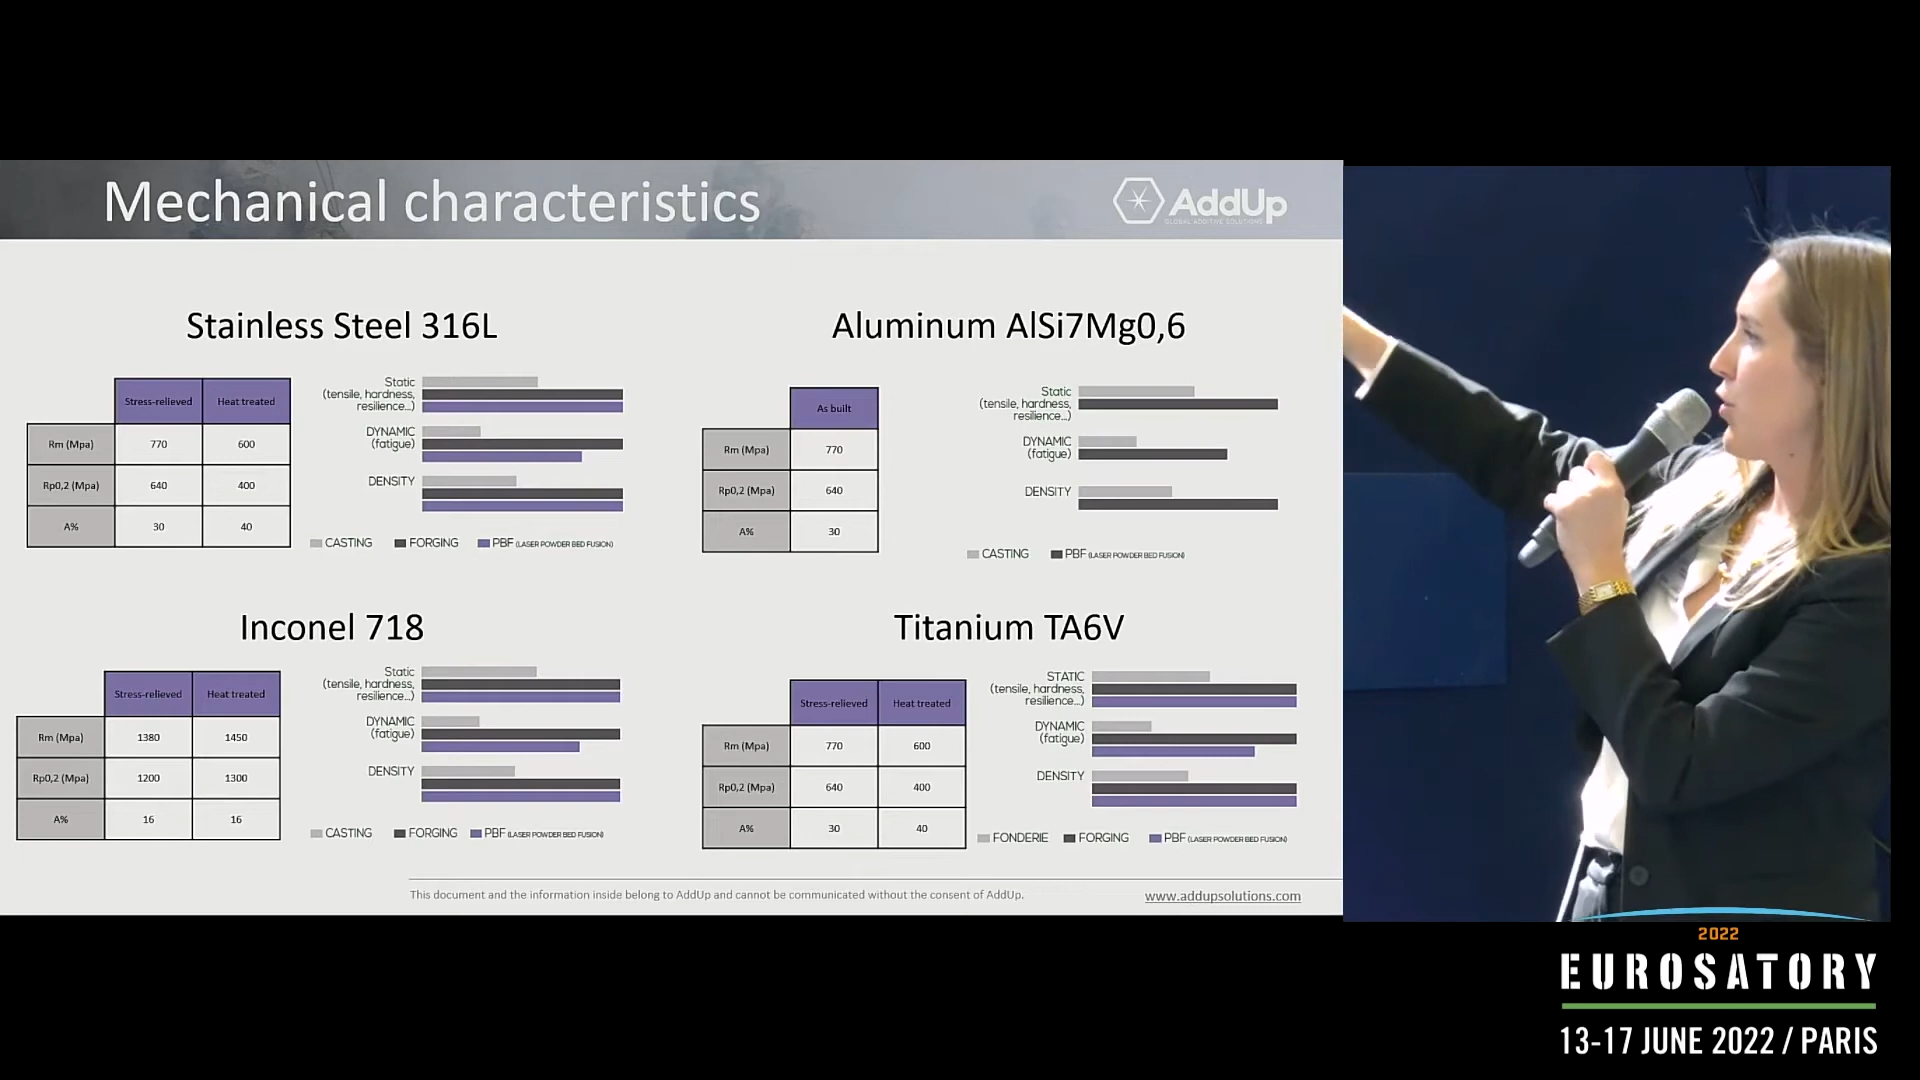 Mechanical characteristics
AddUp
GLOBAL ADDITIVE SOLUTIONS
Stainless Steel 316L
Stress-relieved Heat treated
Rm (Mpa) 770 600
Rp0,2 (Mpa) 640 400
A% 30 40
Static
(tensile, hardness,
resilience...)
DYNAMIC
(fatigue)
DENSITY
CASTING FORGING PBF (LASER POWDER BED FUSION)
Aluminum AlSi7Mg0,6
As built
Rm (Mpa) 770
Rp0,2 (Mpa) 640
A% 30
Static
(tensile, hardness,
resilience...)
DYNAMIC
(fatigue)
DENSITY
CASTING PBF (LASER POWDER BED FUSION)
Inconel 718
Stress-relieved Heat treated
Rm (Mpa) 1380 1450
Rp0,2 (Mpa) 1200 1300
A% 16 16
Static
(tensile, hardness,
resilience...)
DYNAMIC
(fatigue)
DENSITY
CASTING FORGING PBF (LASER POWDER BED FUSION)
Titanium TA6V
Stress-relieved Heat treated
Rm (Mpa) 770 600
Rp0,2 (Mpa) 640 400
A% 30 40
STATIC
(tensile, hardness,
resilience...)
DYNAMIC
(fatigue)
DENSITY
FONDERIE FORGING PBF (LASER POWDER BED FUSION)
This document and the information inside belong to AddUp and cannot be communicated without the consent of AddUp.
www.addupsolutions.com
2022
EUROSATORY
13-17 JUNE 2022 / PARIS